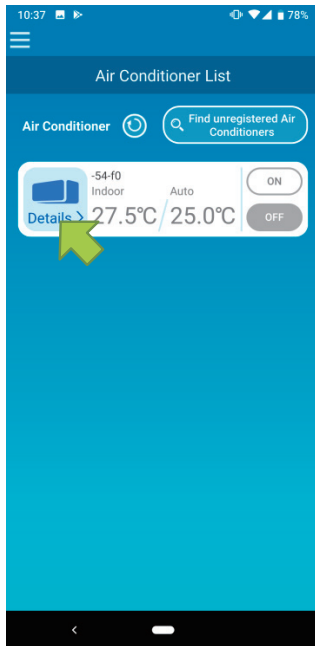 10:37 78%
Air Conditioner List
Air Conditioner
Find unregistered Air
Conditioners
-54-f0
Indoor Auto ON
Details > 27.5℃ 25.0℃ OFF